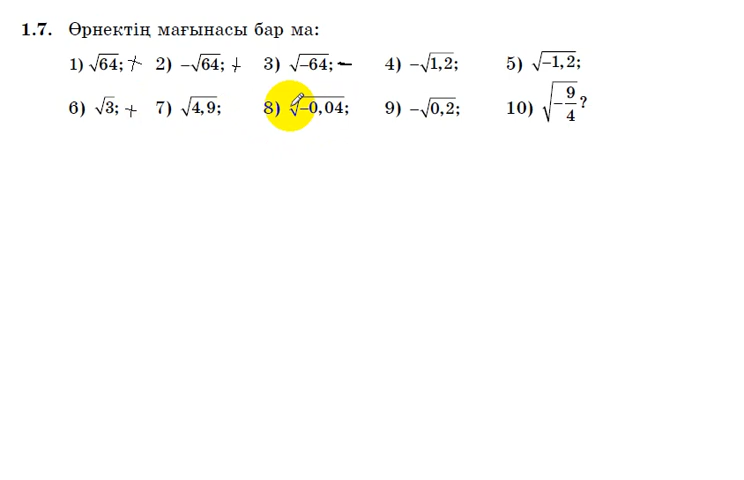 1.7. Өрнектің мағынасы бар ма:
1) √64; + 2) −√64; + 3) √−64; − 4) −√1,2; 5) √−1,2;
6) √3; + 7) √4,9; 8) √−0,04; 9) −√0,2; 10) √−9/4?